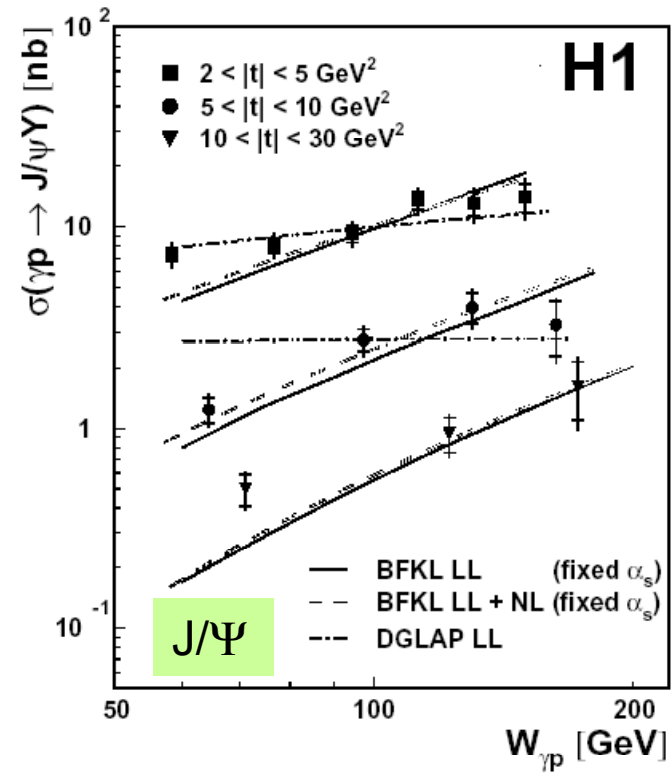 H1
2 < |t| < 5 GeV²
5 < |t| < 10 GeV²
10 < |t| < 30 GeV²
σ(γp → J/ψY) [nb]
10²
10
1
10⁻¹
BFKL LL (fixed αₛ)
BFKL LL + NL (fixed αₛ)
DGLAP LL
J/Ψ
50 100 200
W_γp [GeV]